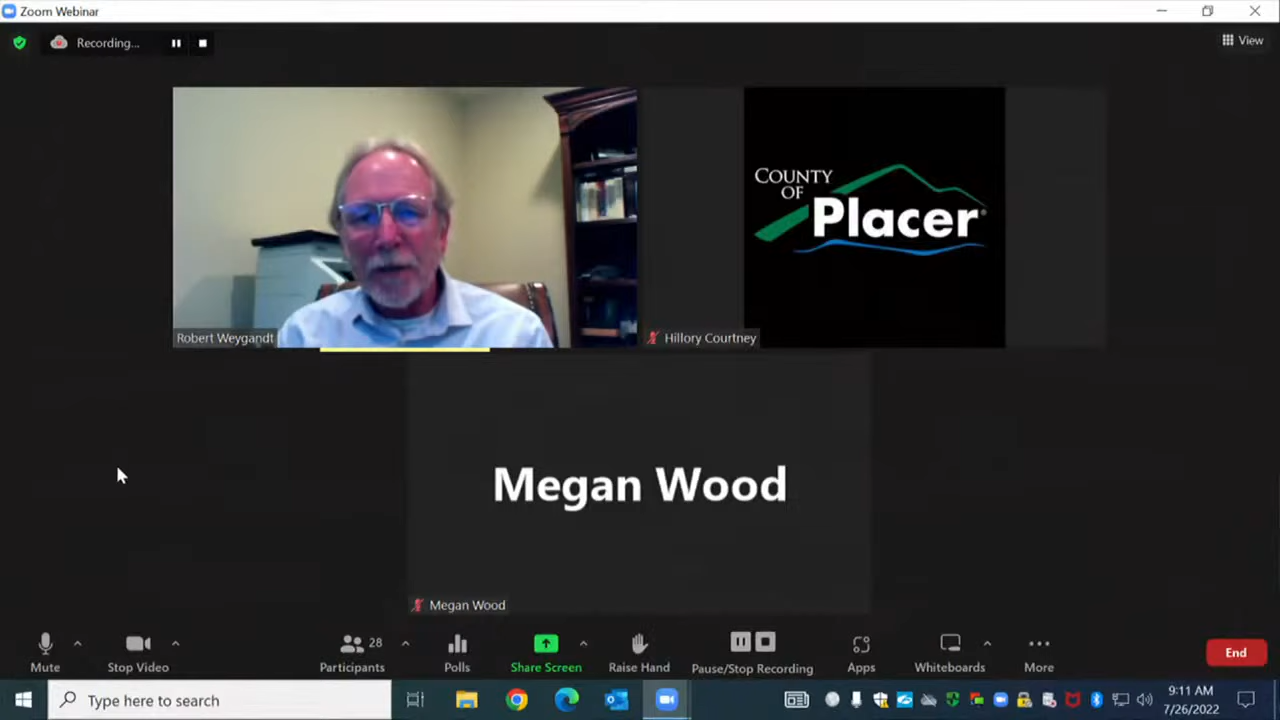 Zoom Webinar
Recording...
View
COUNTY
OF
Placer
Robert Weygandt
Hillory Courtney
Megan Wood
Megan Wood
Mute
Stop Video
Participants
28
Polls
Share Screen
Raise Hand
Pause/Stop Recording
Apps
Whiteboards
More
End
Type here to search
9:11 AM
7/26/2022